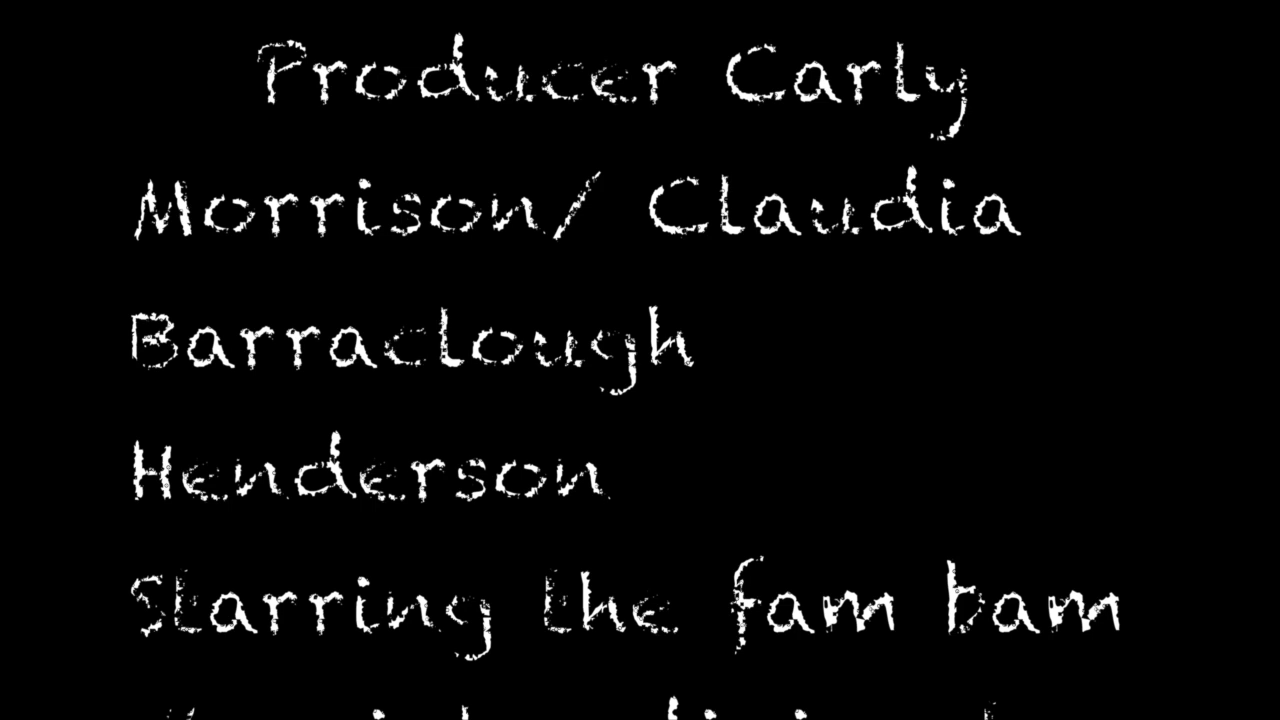 Producer Carly
Morrison/ Claudia
Barraclough
Henderson
Starring the fam bam